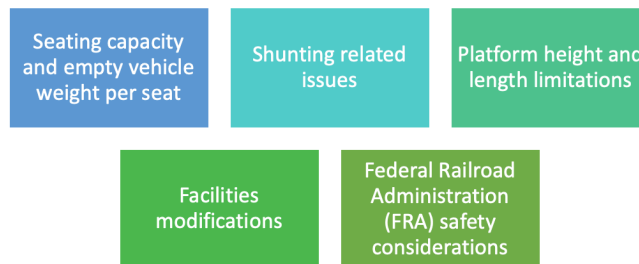 Seating capacity
and empty vehicle
weight per seat
Shunting related
issues
Platform height and
length limitations
Facilities
modifications
Federal Railroad
Administration
(FRA) safety
considerations